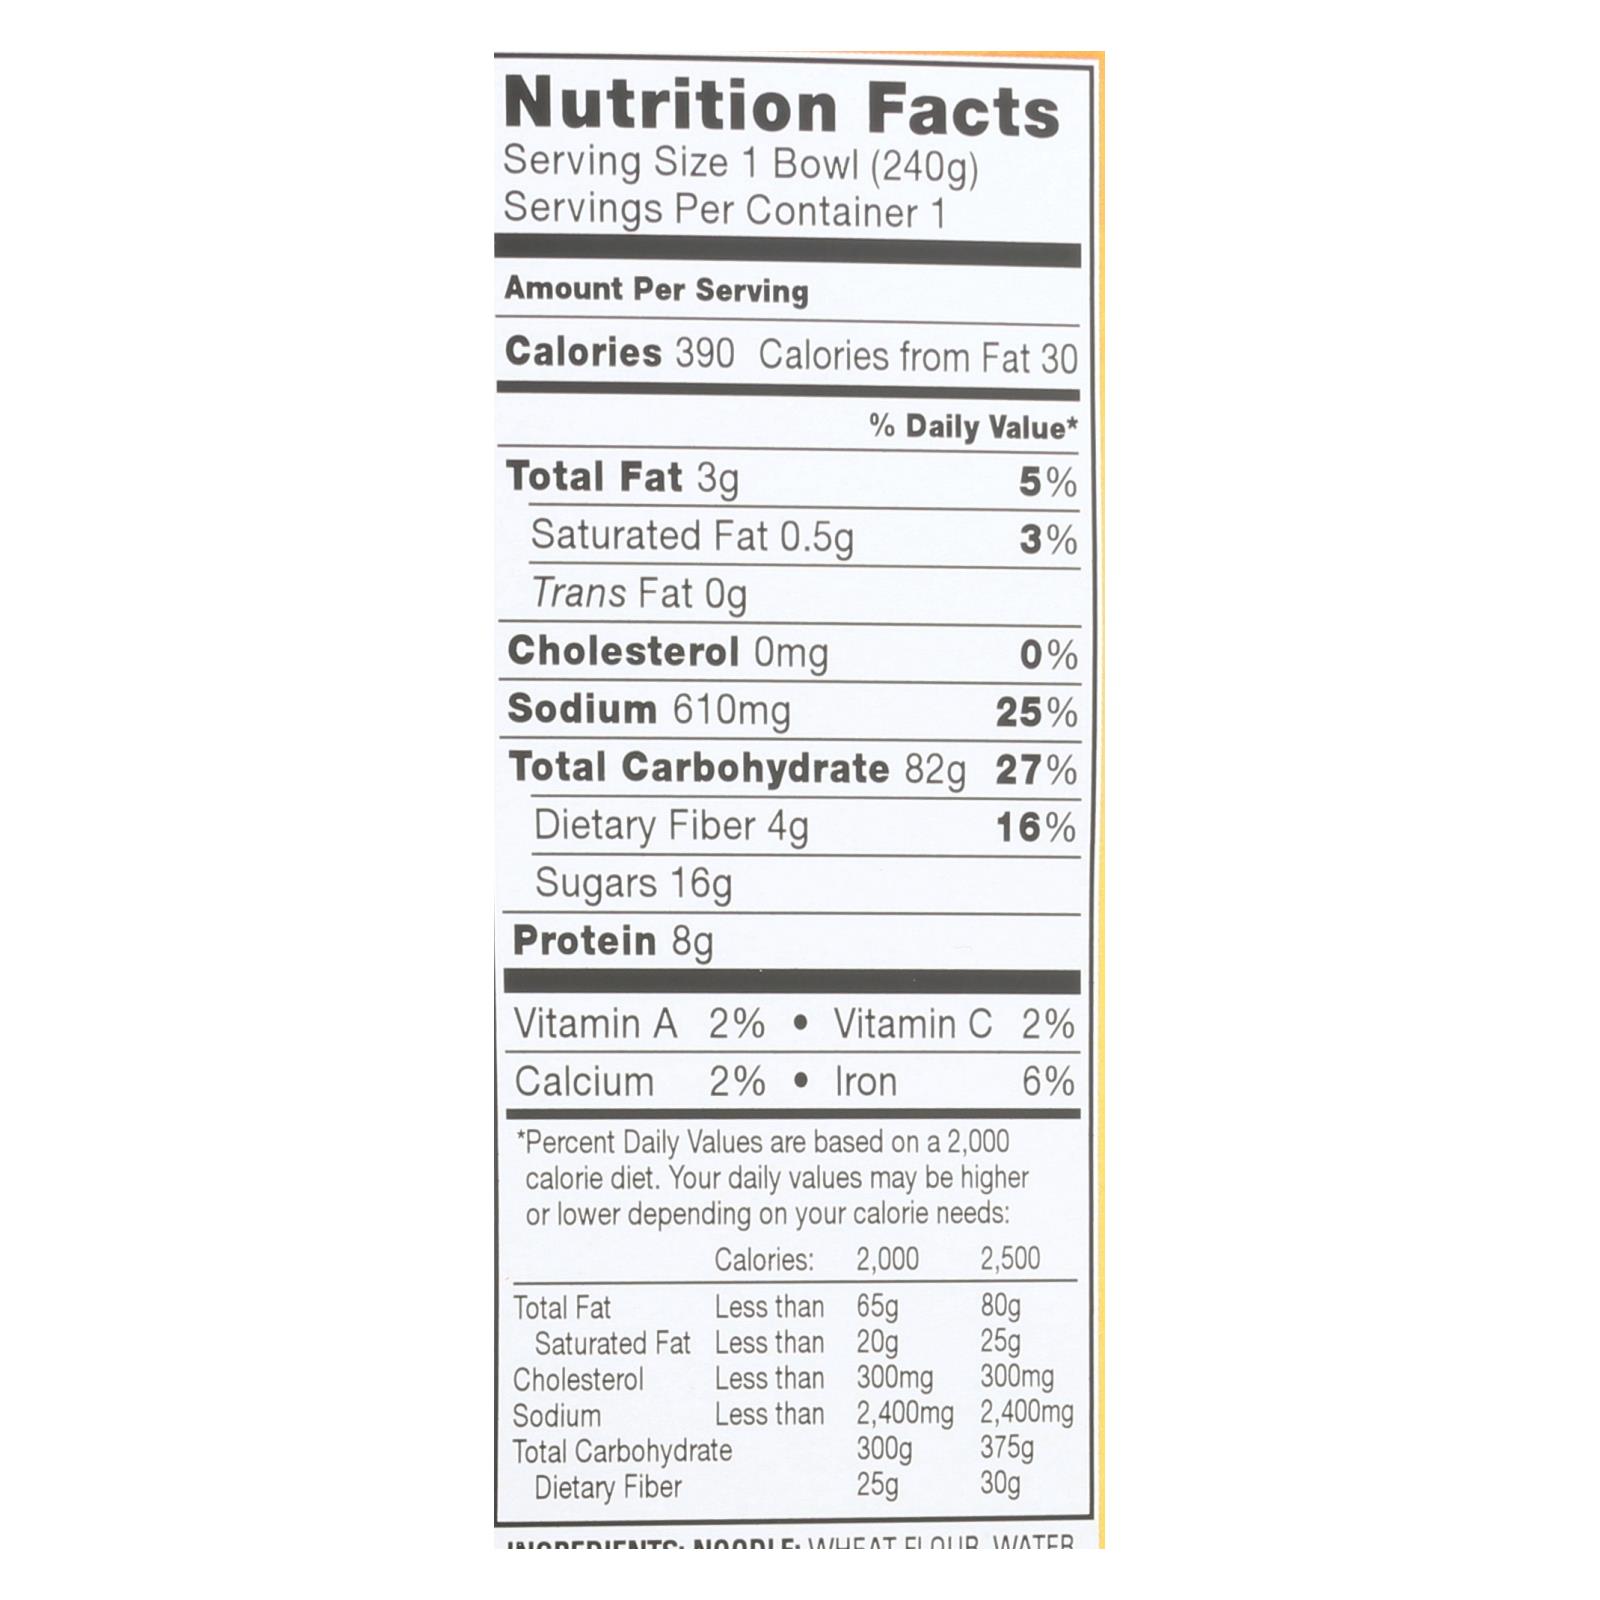 Nutrition Facts
Serving Size 1 Bowl (240g)
Servings Per Container 1
Amount Per Serving
Calories 390 Calories from Fat 30
% Daily Value*
Total Fat 3g 5%
Saturated Fat 0.5g 3%
Trans Fat 0g
Cholesterol 0mg 0%
Sodium 610mg 25%
Total Carbohydrate 82g 27%
Dietary Fiber 4g 16%
Sugars 16g
Protein 8g
Vitamin A 2% • Vitamin C 2%
Calcium 2% • Iron 6%
*Percent Daily Values are based on a 2,000
calorie diet. Your daily values may be higher
or lower depending on your calorie needs:
Calories: 2,000 2,500
Total Fat Less than 65g 80g
Saturated Fat Less than 20g 25g
Cholesterol Less than 300mg 300mg
Sodium Less than 2,400mg 2,400mg
Total Carbohydrate 300g 375g
Dietary Fiber 25g 30g
INGREDIENTS: NOODLE: WHEAT FLOUR, WATER